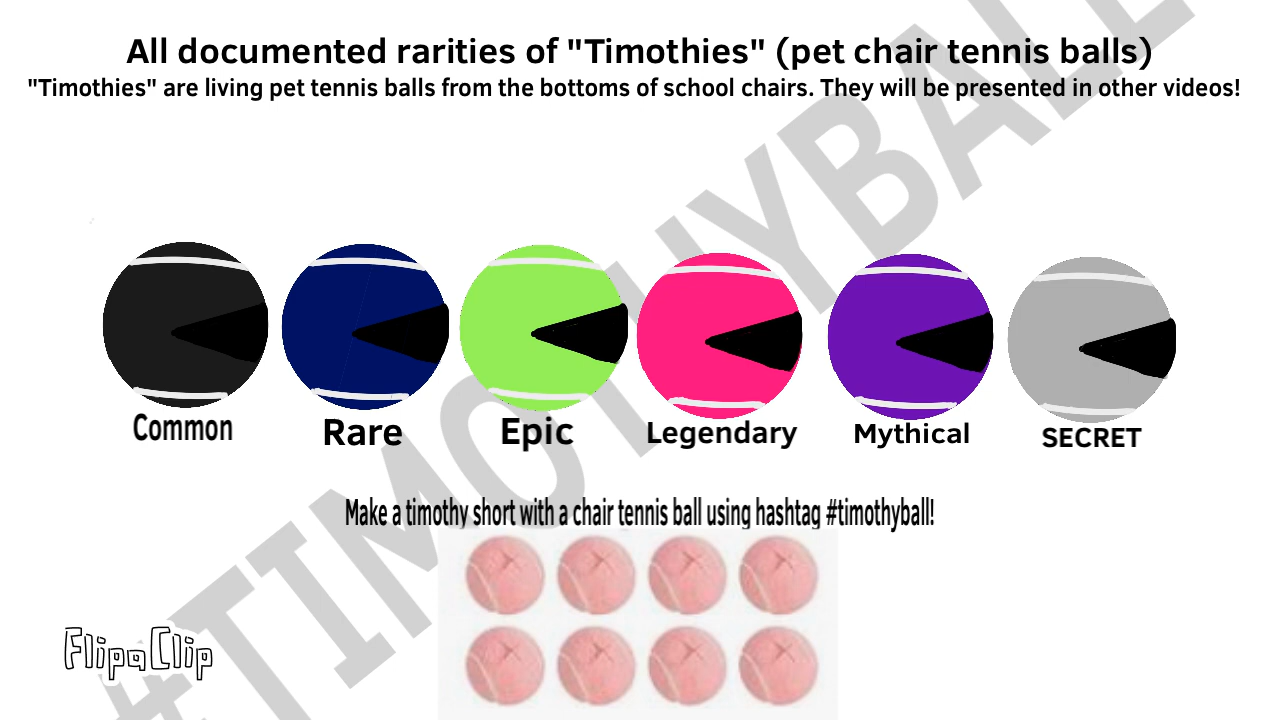 All documented rarities of "Timothies" (pet chair tennis balls)
"Timothies" are living pet tennis balls from the bottoms of school chairs. They will be presented in other videos!
#TIMOTHYBALL
Common
Rare
Epic
Legendary
Mythical
SECRET
Make a timothy short with a chair tennis ball using hashtag #timothyball!
FlipaClip